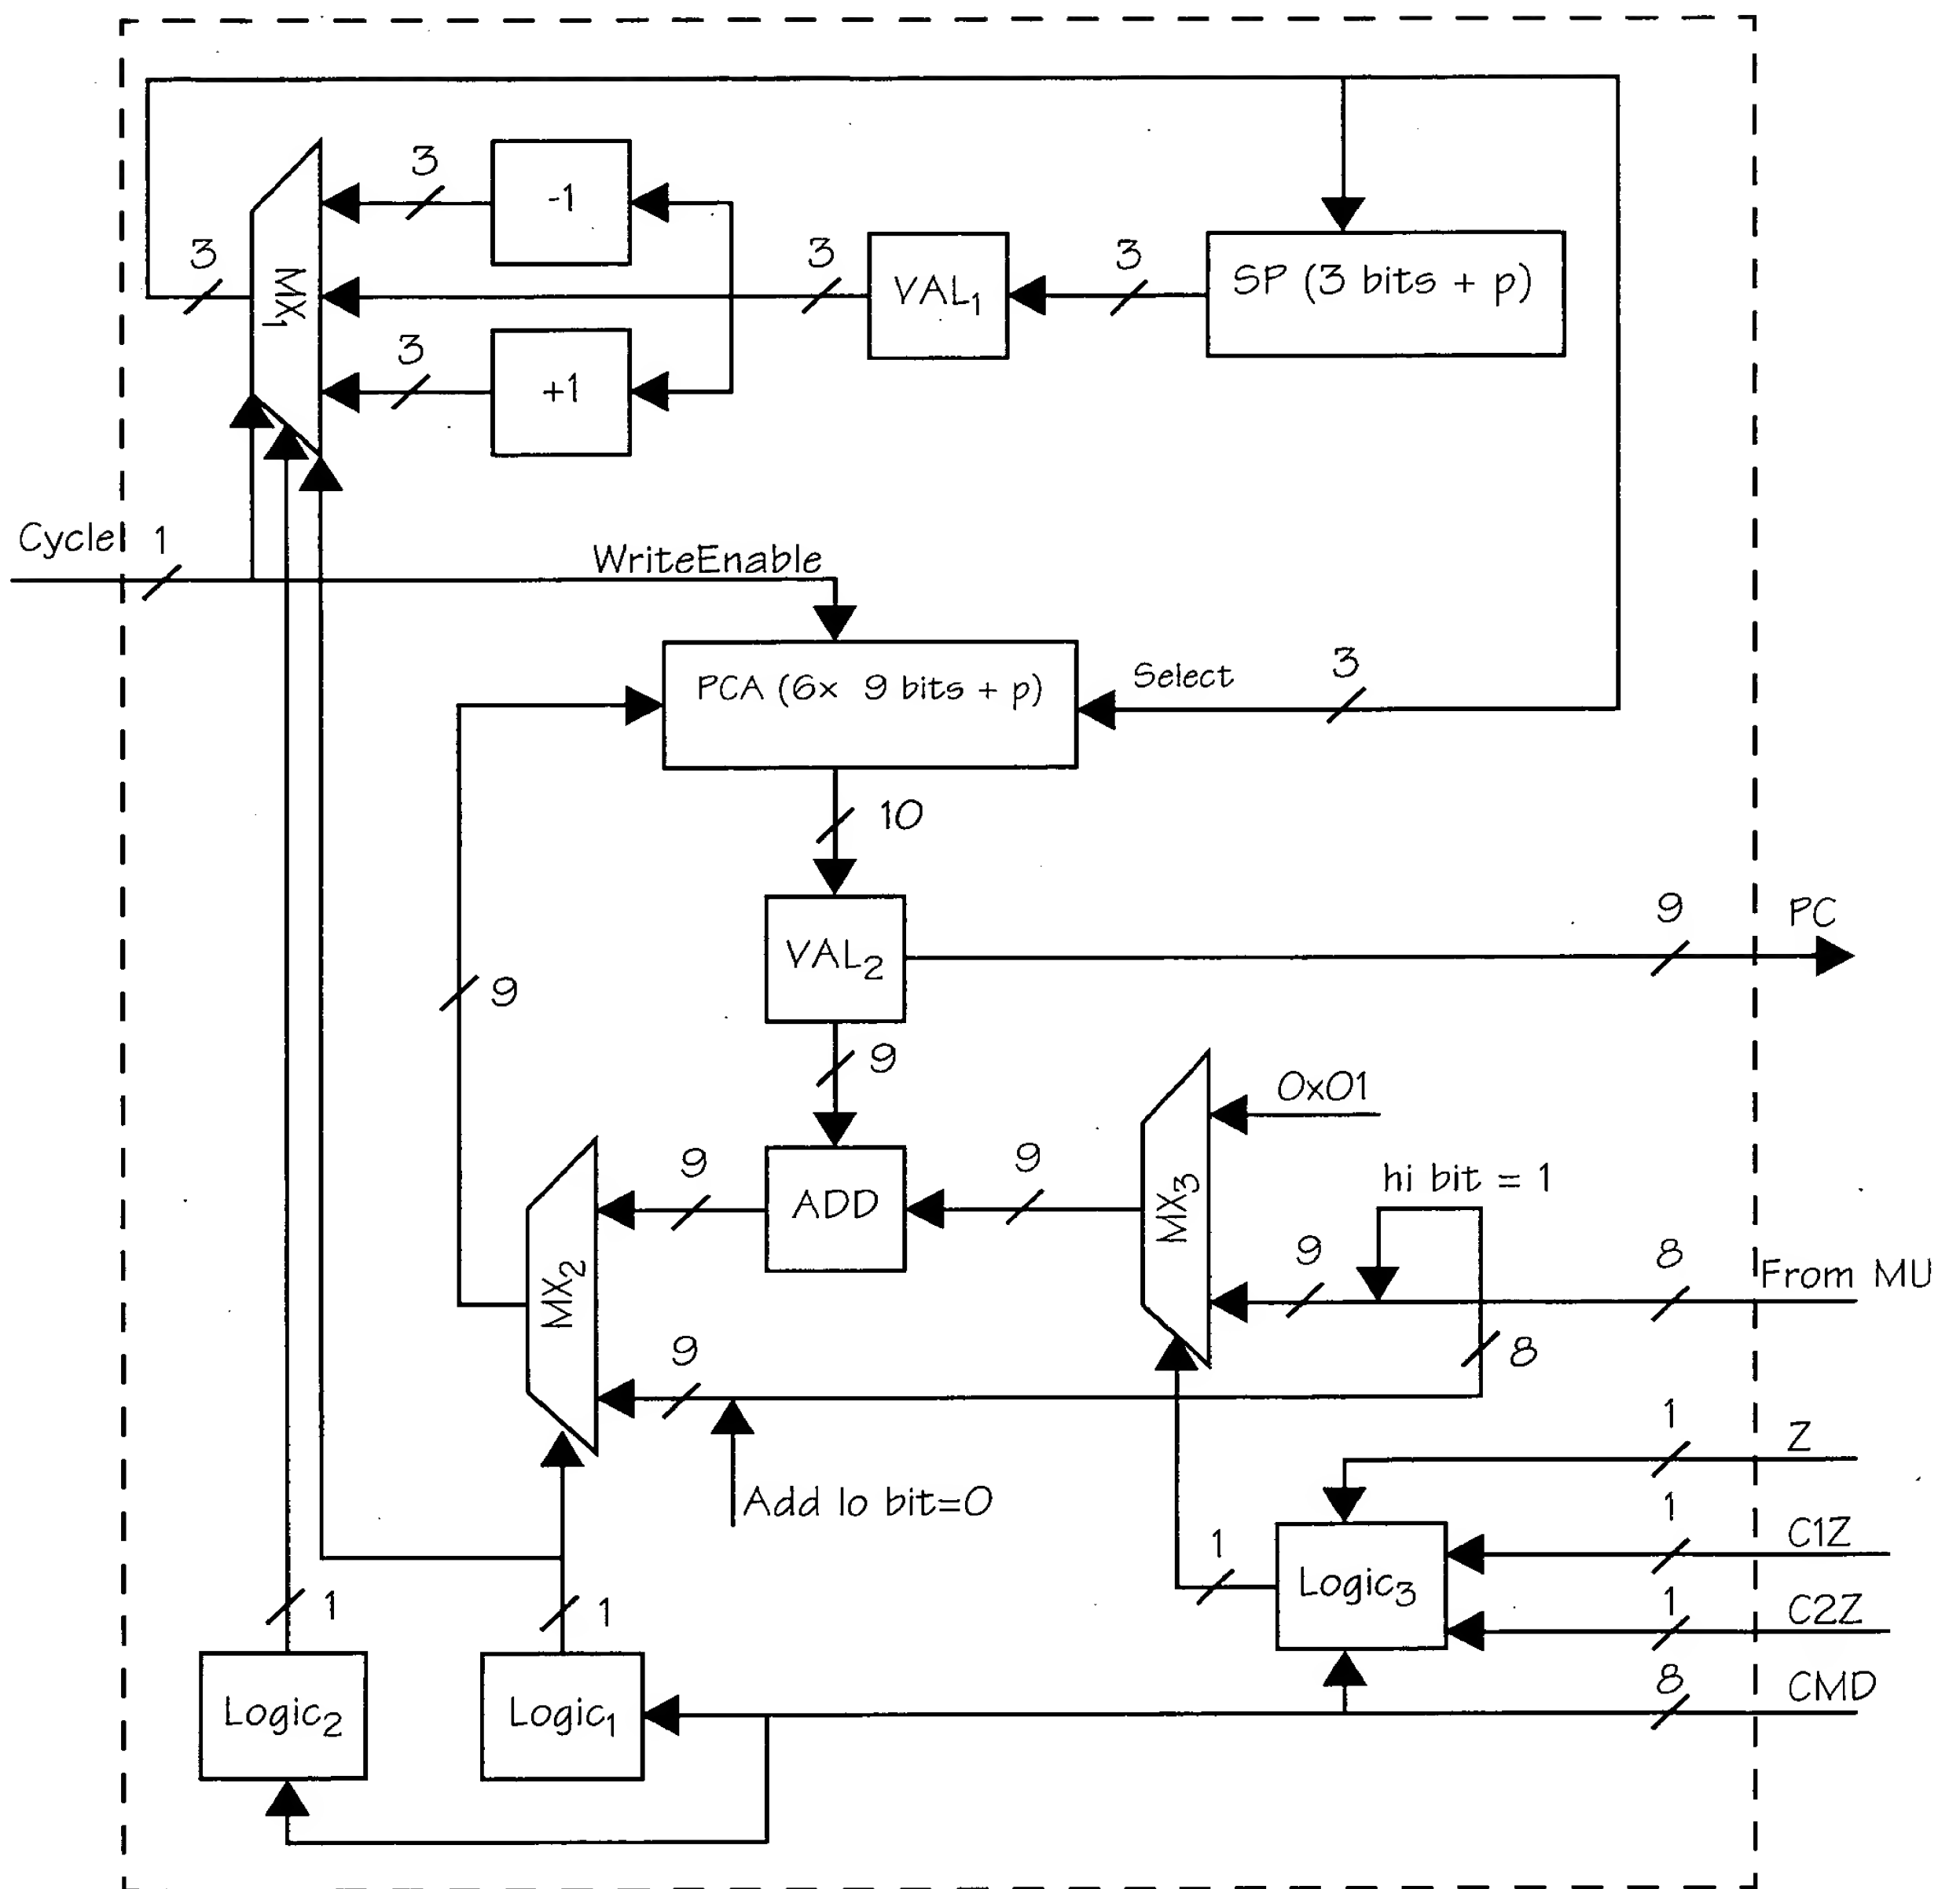 3
-1
3
3
VAL1
3
SP (3 bits + p)
MX1
3
+1
Cycle
1
WriteEnable
PCA (6x 9 bits + p)
Select
3
10
VAL2
9
PC
9
9
0x01
9
ADD
9
MX3
hi bit = 1
MX2
9
8
From MU
9
8
Add lo bit=0
1
Z
1
C1Z
1
Logic3
1
C2Z
1
1
8
CMD
Logic2
Logic1